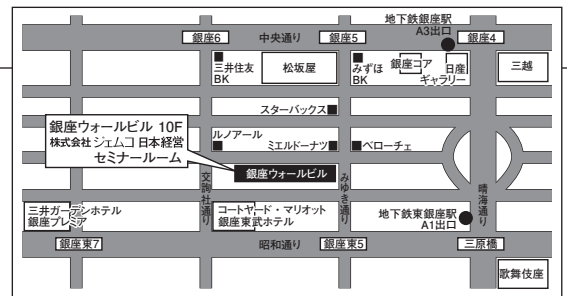 地下鉄銀座駅
A3出口
銀座6
中央通り
銀座5
銀座4
三井住友
BK
松坂屋
みずほ
BK
銀座コア
日産
ギャラリー
三越
スターバックス
銀座ウォールビル 10F
株式会社 ジェムコ 日本経営
セミナールーム
ルノアール
ミエルドーナツ
ベローチェ
銀座ウォールビル
交詢社通り
みゆき通り
晴海通り
三井ガーデンホテル
銀座プレミア
コートヤード・マリオット
銀座東武ホテル
地下鉄東銀座駅
A1出口
銀座東7
昭和通り
銀座東5
三原橋
歌舞伎座